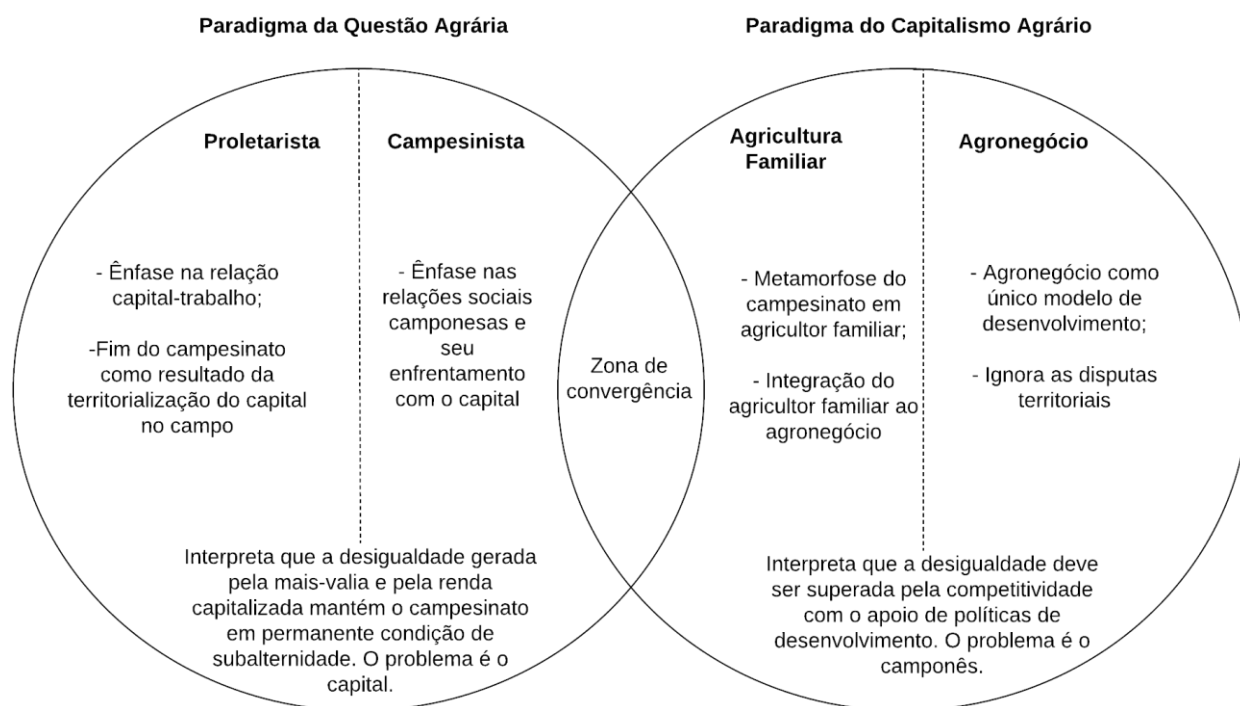 Paradigma da Questão Agrária
Paradigma do Capitalismo Agrário
Proletarista
Campesinista
Agricultura
Familiar
Agronegócio
- Ênfase na relação
capital-trabalho;
-Fim do campesinato
como resultado da
territorialização do capital
no campo
- Ênfase nas
relações sociais
camponesas e
seu
enfrentamento
com o capital
Zona de
convergência
- Metamorfose do
campesinato em
agricultor familiar;
- Integração do
agricultor familiar ao
agronegócio
- Agronegócio como
único modelo de
desenvolvimento;
- Ignora as disputas
territoriais
Interpreta que a desigualdade gerada
pela mais-valia e pela renda
capitalizada mantém o campesinato
em permanente condição de
subalternidade. O problema é o
capital.
Interpreta que a desigualdade deve
ser superada pela competitividade
com o apoio de políticas de
desenvolvimento. O problema é o
camponês.